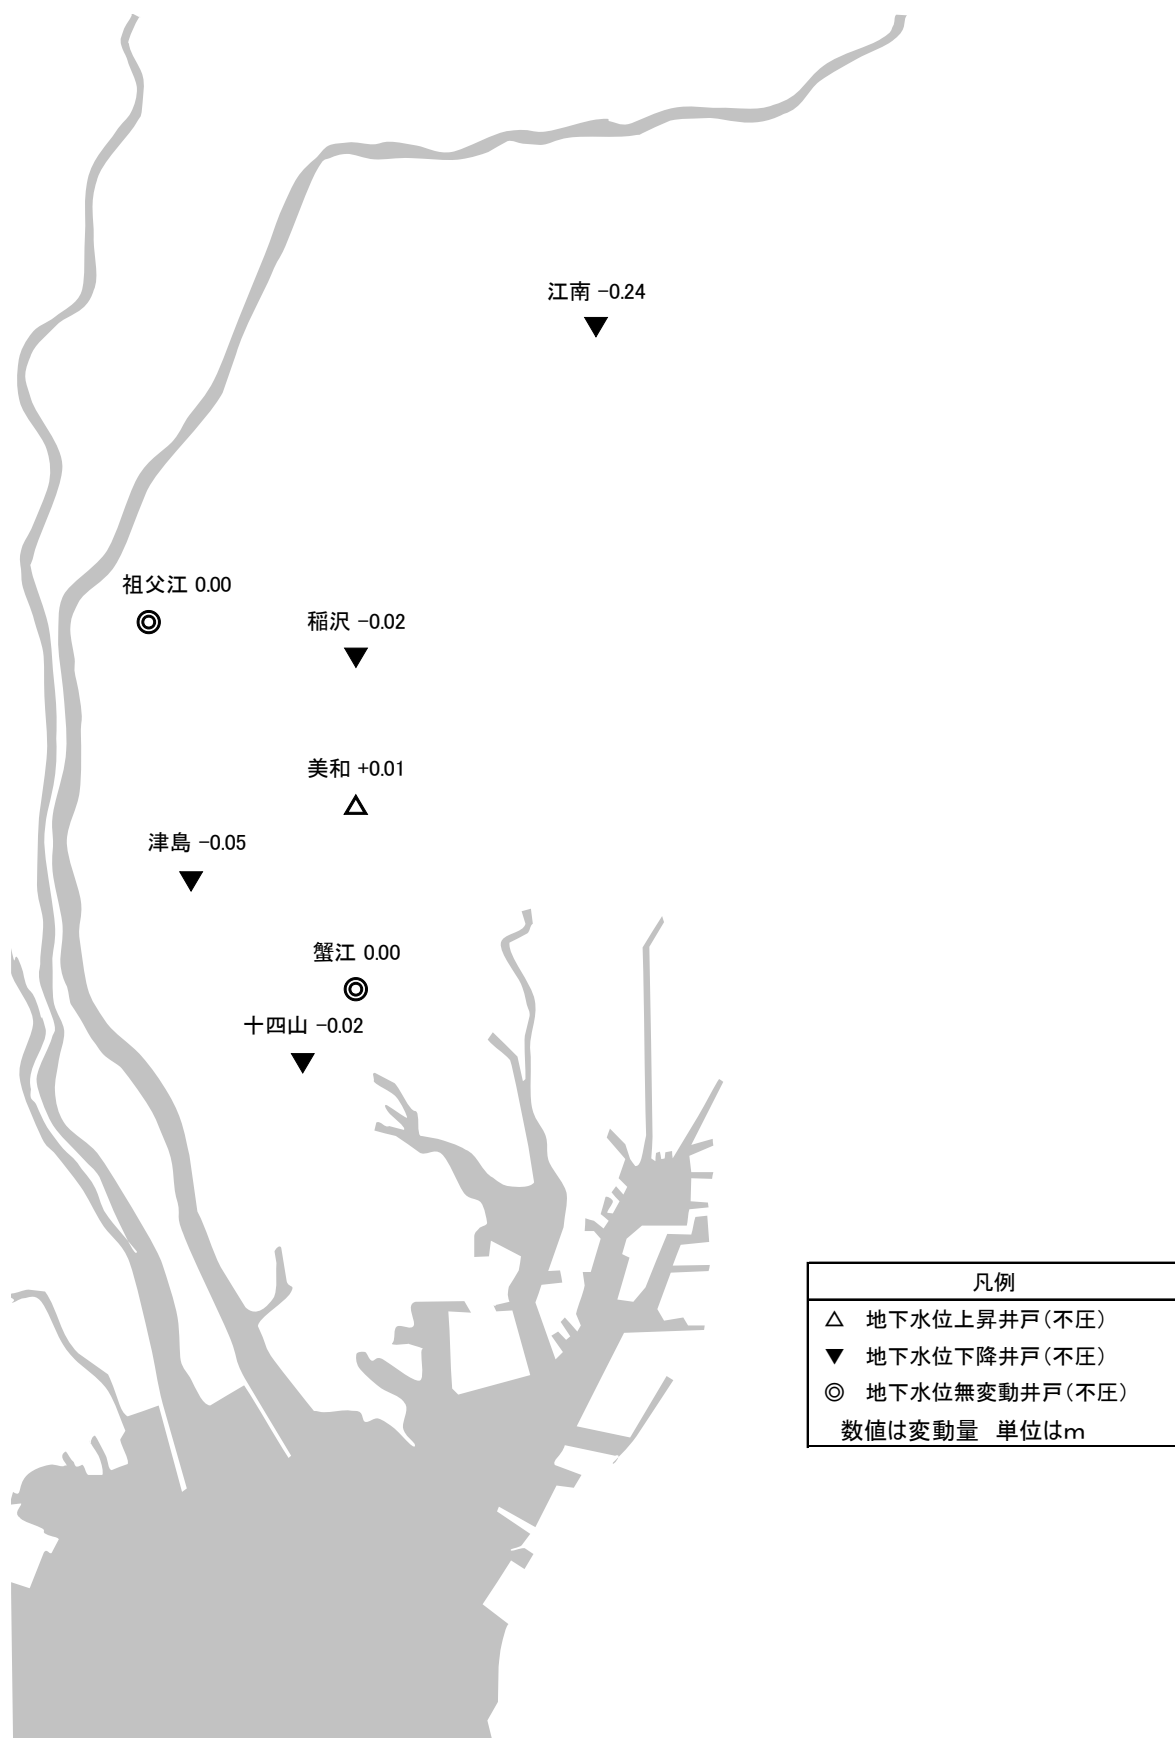 江南 -0.24
祖父江 0.00
稲沢 -0.02
美和 +0.01
津島 -0.05
蟹江 0.00
十四山 -0.02
凡例
△ 地下水位上昇井戸(不圧)
▼ 地下水位下降井戸(不圧)
◎ 地下水位無変動井戸(不圧)
数値は変動量 単位はm